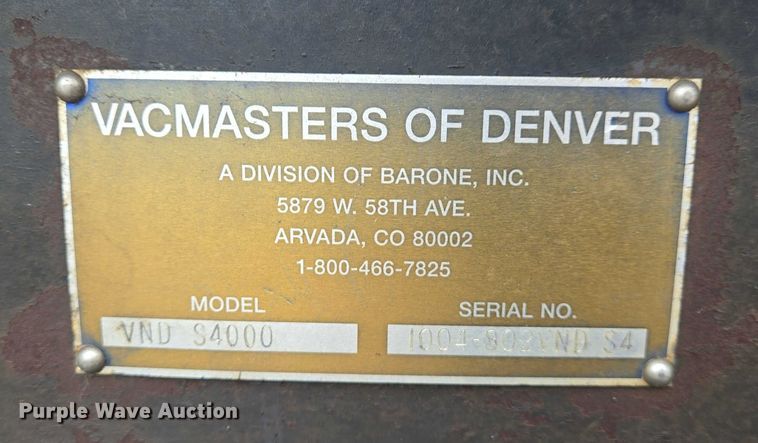 VACMASTERS OF DENVER
A DIVISION OF BARONE, INC.
5879 W. 58TH AVE.
ARVADA, CO 80002
1-800-466-7825
MODEL SERIAL NO.
VND S4000 S4
Purple Wave Auction